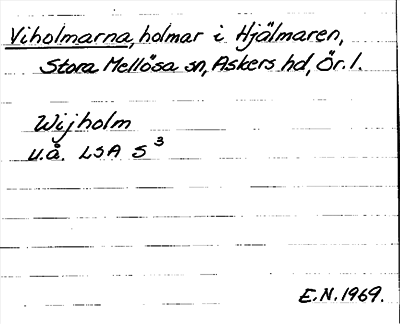 Viholmarna, holmar i Hjälmaren,
Stora Mellösa sn, Askers hd, Ör. l.
Wijholm
u.å. LSA S³
E.N. 1969.